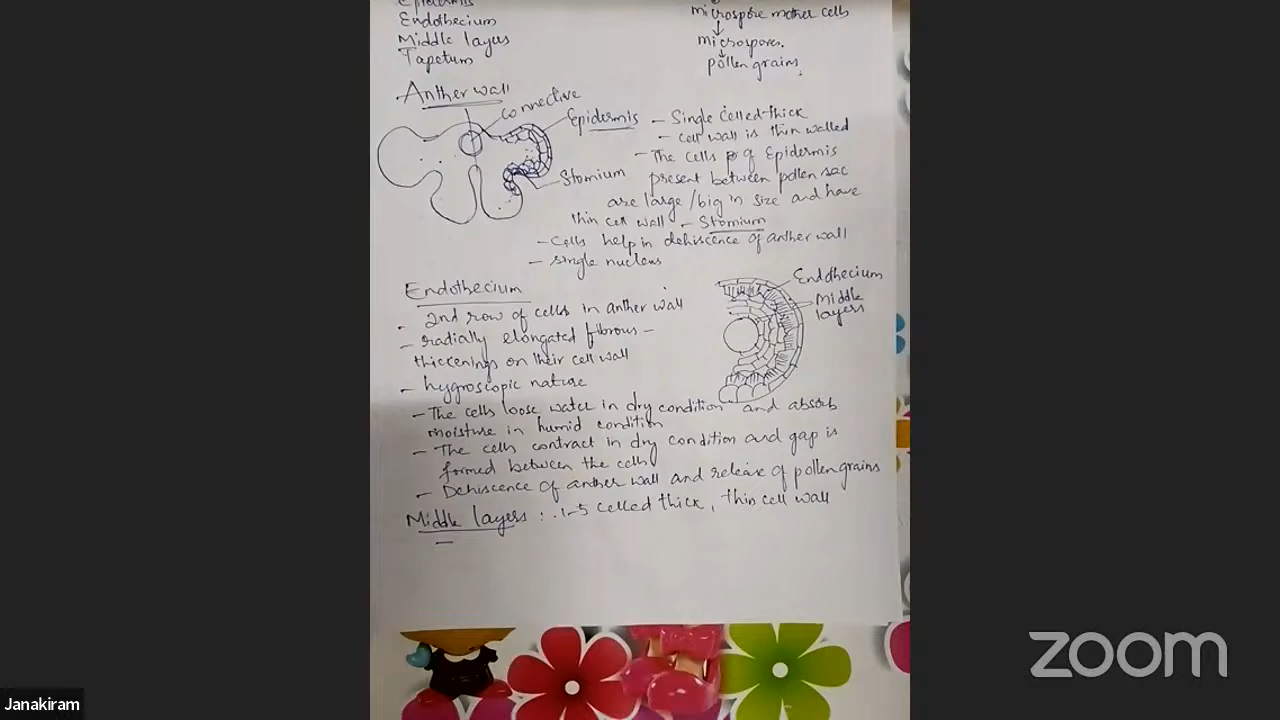 Epidermis
Endothecium
Middle layers
Tapetum
microspore mother cells
microspores.
pollen grains.
Anther wall
connective
Epidermis
Stomium
- Single celled-thick
- cell wall is thin walled
- The cells of Epidermis
present between pollen sac
are large/big in size and have
thin cell wall - Stomium
- Cells help in dehiscence of anther wall
- single nucleus
Endothecium
- 2nd row of cells in anther wall
- radially elongated fibrous -
thickenings on their cell wall
- hygroscopic nature
- The cells loose water in dry condition and absorb
moisture in humid condition
- The cells contract in dry condition and gap is
formed between the cells
- Dehiscence of anther wall and release of pollen grains
Endothecium
Middle
layers
Middle layers : 1-5 celled thick, thin cell wall
-
Janakiram
zoom